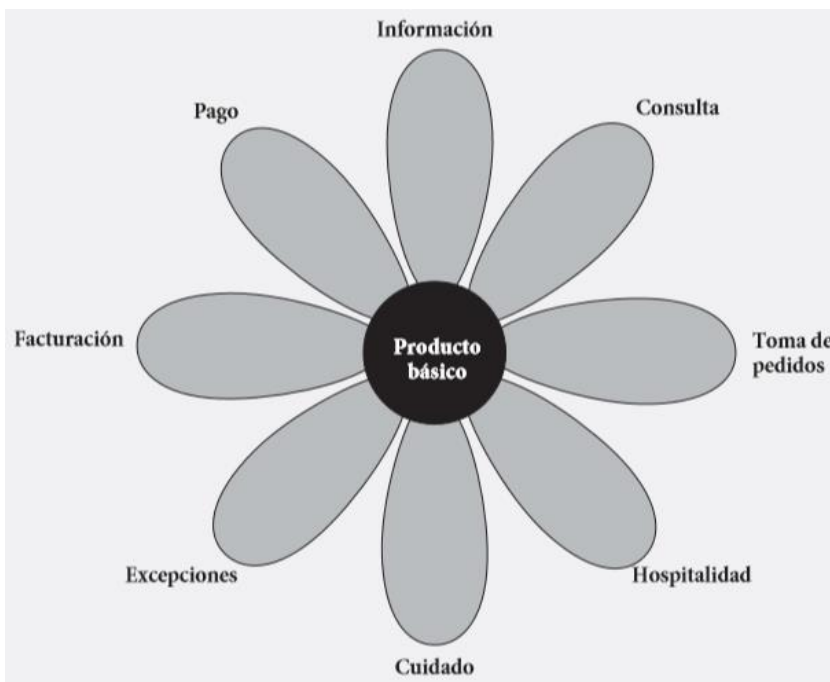 Información
Consulta
Toma de
pedidos
Hospitalidad
Cuidado
Excepciones
Facturación
Pago
Producto
básico